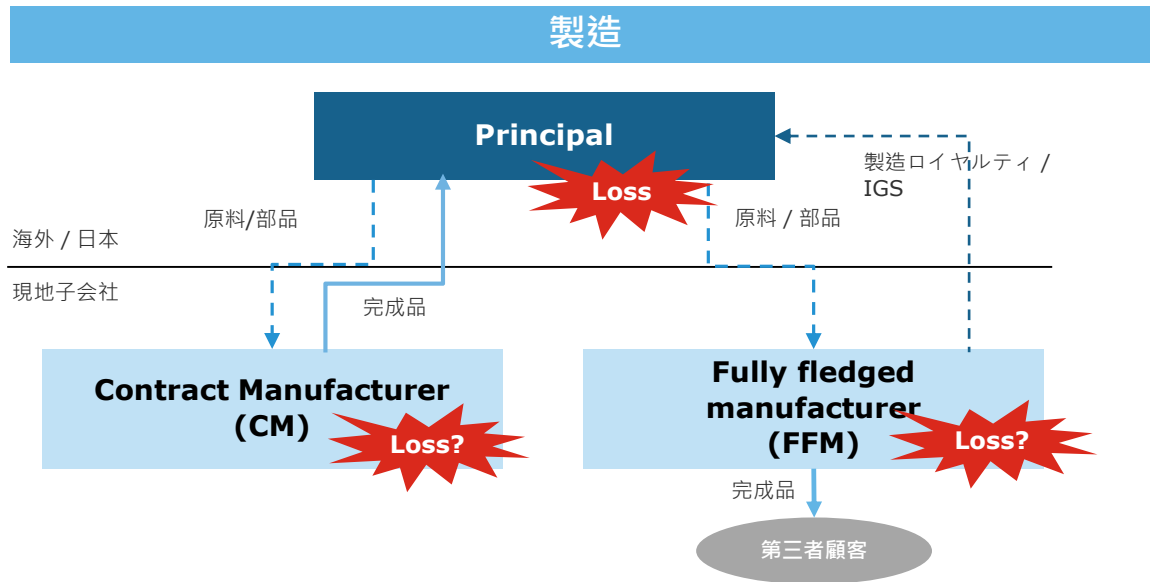 製造
Principal
Loss
製造ロイヤルティ /
IGS
原料/部品
原料 / 部品
海外 / 日本
現地子会社
完成品
Contract Manufacturer
(CM)
Loss?
Fully fledged
manufacturer
(FFM)
Loss?
完成品
第三者顧客